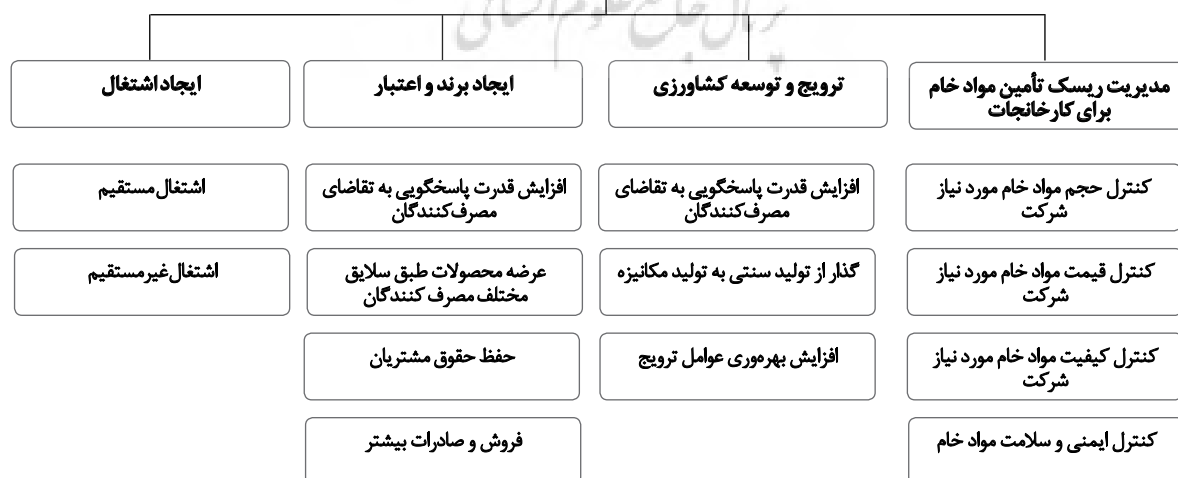 پرتال جامع علوم انسانی
مدیریت ریسک تأمین مواد خام
برای کارخانجات
ترویج و توسعه کشاورزی
ایجاد برند و اعتبار
ایجاد اشتغال
کنترل حجم مواد خام مورد نیاز
شرکت
افزایش قدرت پاسخگویی به تقاضای
مصرف‌کنندگان
افزایش قدرت پاسخگویی به تقاضای
مصرف‌کنندگان
اشتغال مستقیم
کنترل قیمت مواد خام مورد نیاز
شرکت
گذار از تولید سنتی به تولید مکانیزه
عرضه محصولات طبق سلایق
مختلف مصرف کنندگان
اشتغال غیرمستقیم
کنترل کیفیت مواد خام مورد نیاز
شرکت
افزایش بهره‌وری عوامل ترویج
حفظ حقوق مشتریان
کنترل ایمنی و سلامت مواد خام
فروش و صادرات بیشتر